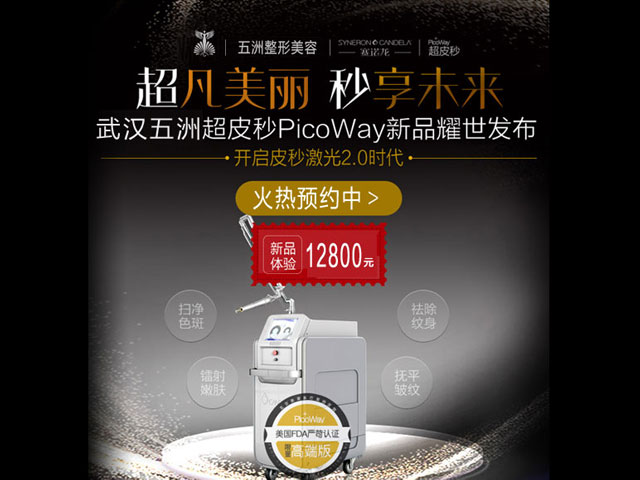 五洲整形美容
SYNERON CANDELA
赛诺龙
PicoWay
超皮秒
超凡美丽 秒享未来
武汉五洲超皮秒PicoWay新品耀世发布
开启皮秒激光2.0时代
火热预约中 >
新品
体验
12800元
扫净
色斑
祛除
纹身
镭射
嫩肤
抚平
皱纹
PicoWay
美国FDA严苛认证
高端版